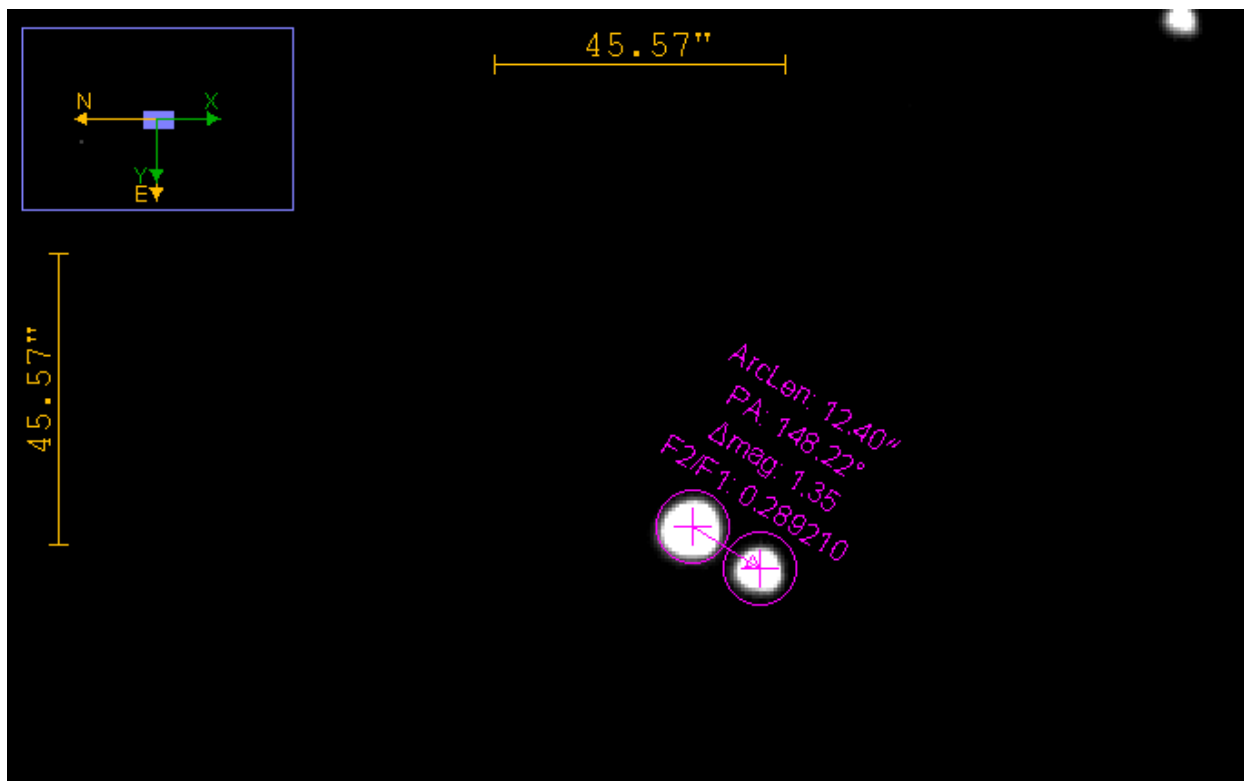 45.57"
N
X
Y
E
45.57"
ArcLen: 12.40"
PA: 148.22°
Δmag: 1.35
F2/F1: 0.289210